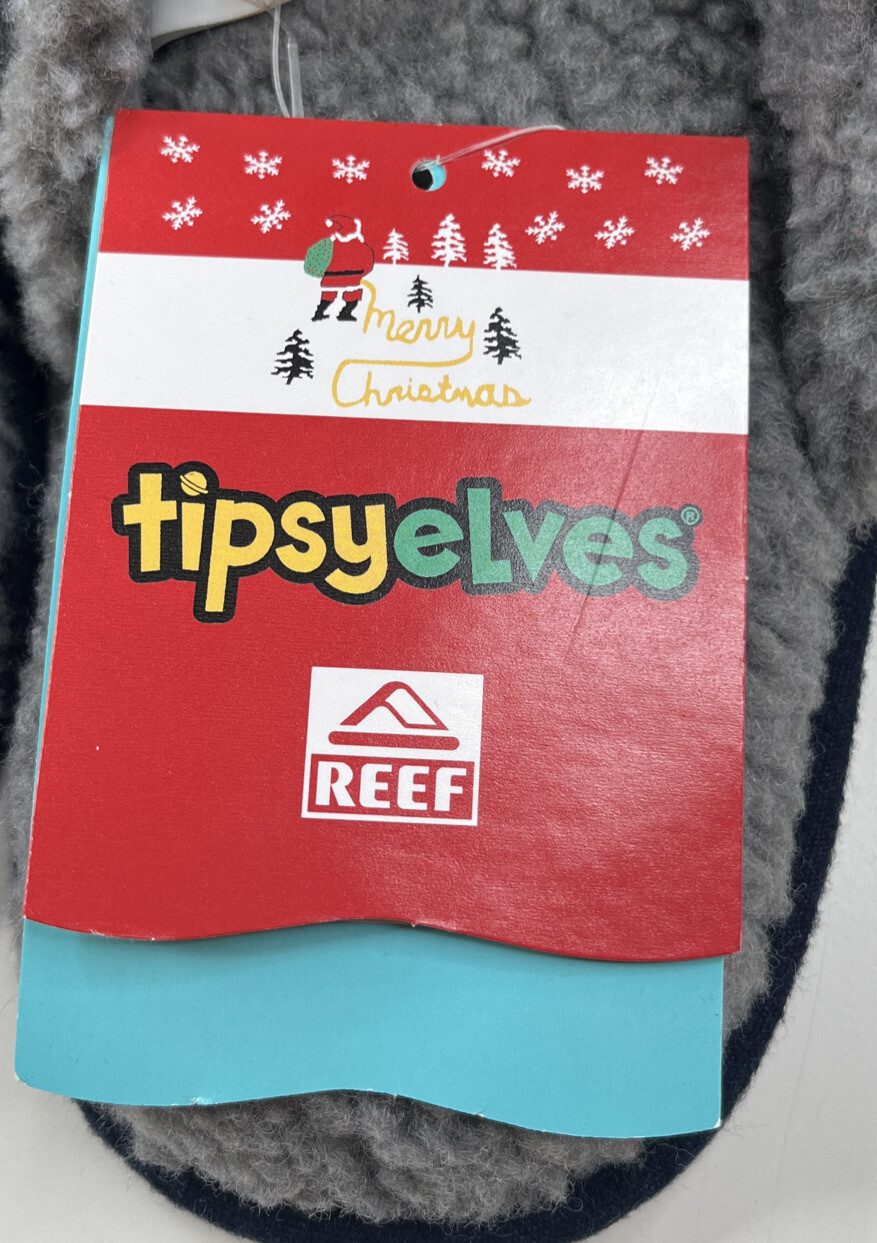 Merry
Christmas
tipsyelves®
REEF